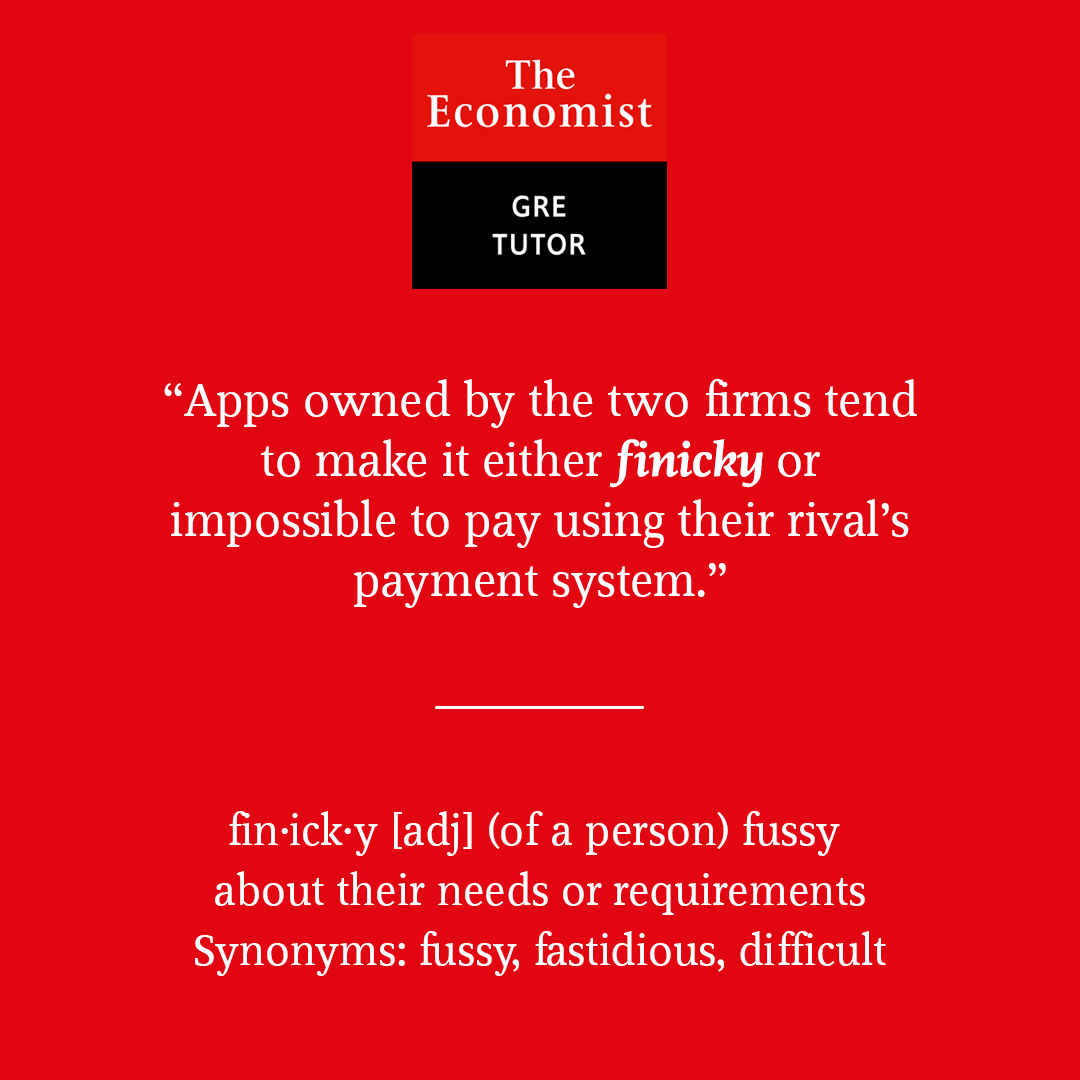 The
Economist
GRE
TUTOR
“Apps owned by the two firms tend
to make it either finicky or
impossible to pay using their rival’s
payment system.”
fin·ick·y [adj] (of a person) fussy
about their needs or requirements
Synonyms: fussy, fastidious, difficult